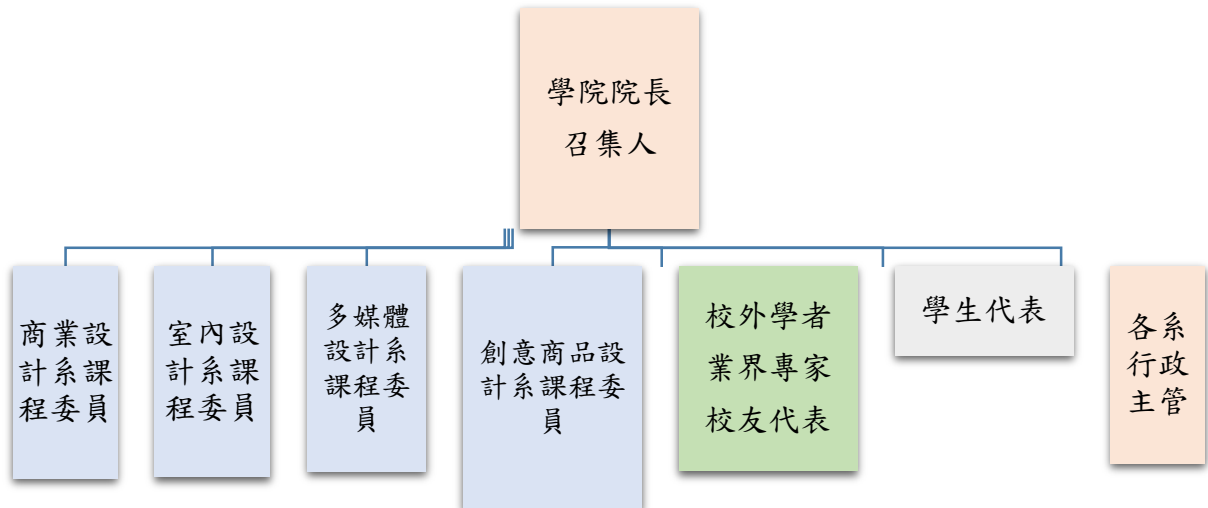 學院院長
召集人
商業設
計系課
程委員
室內設
計系課
程委員
多媒體
設計系
課程委
員
創意商品設
計系課程委
員
校外學者
業界專家
校友代表
學生代表
各系
行政
主管